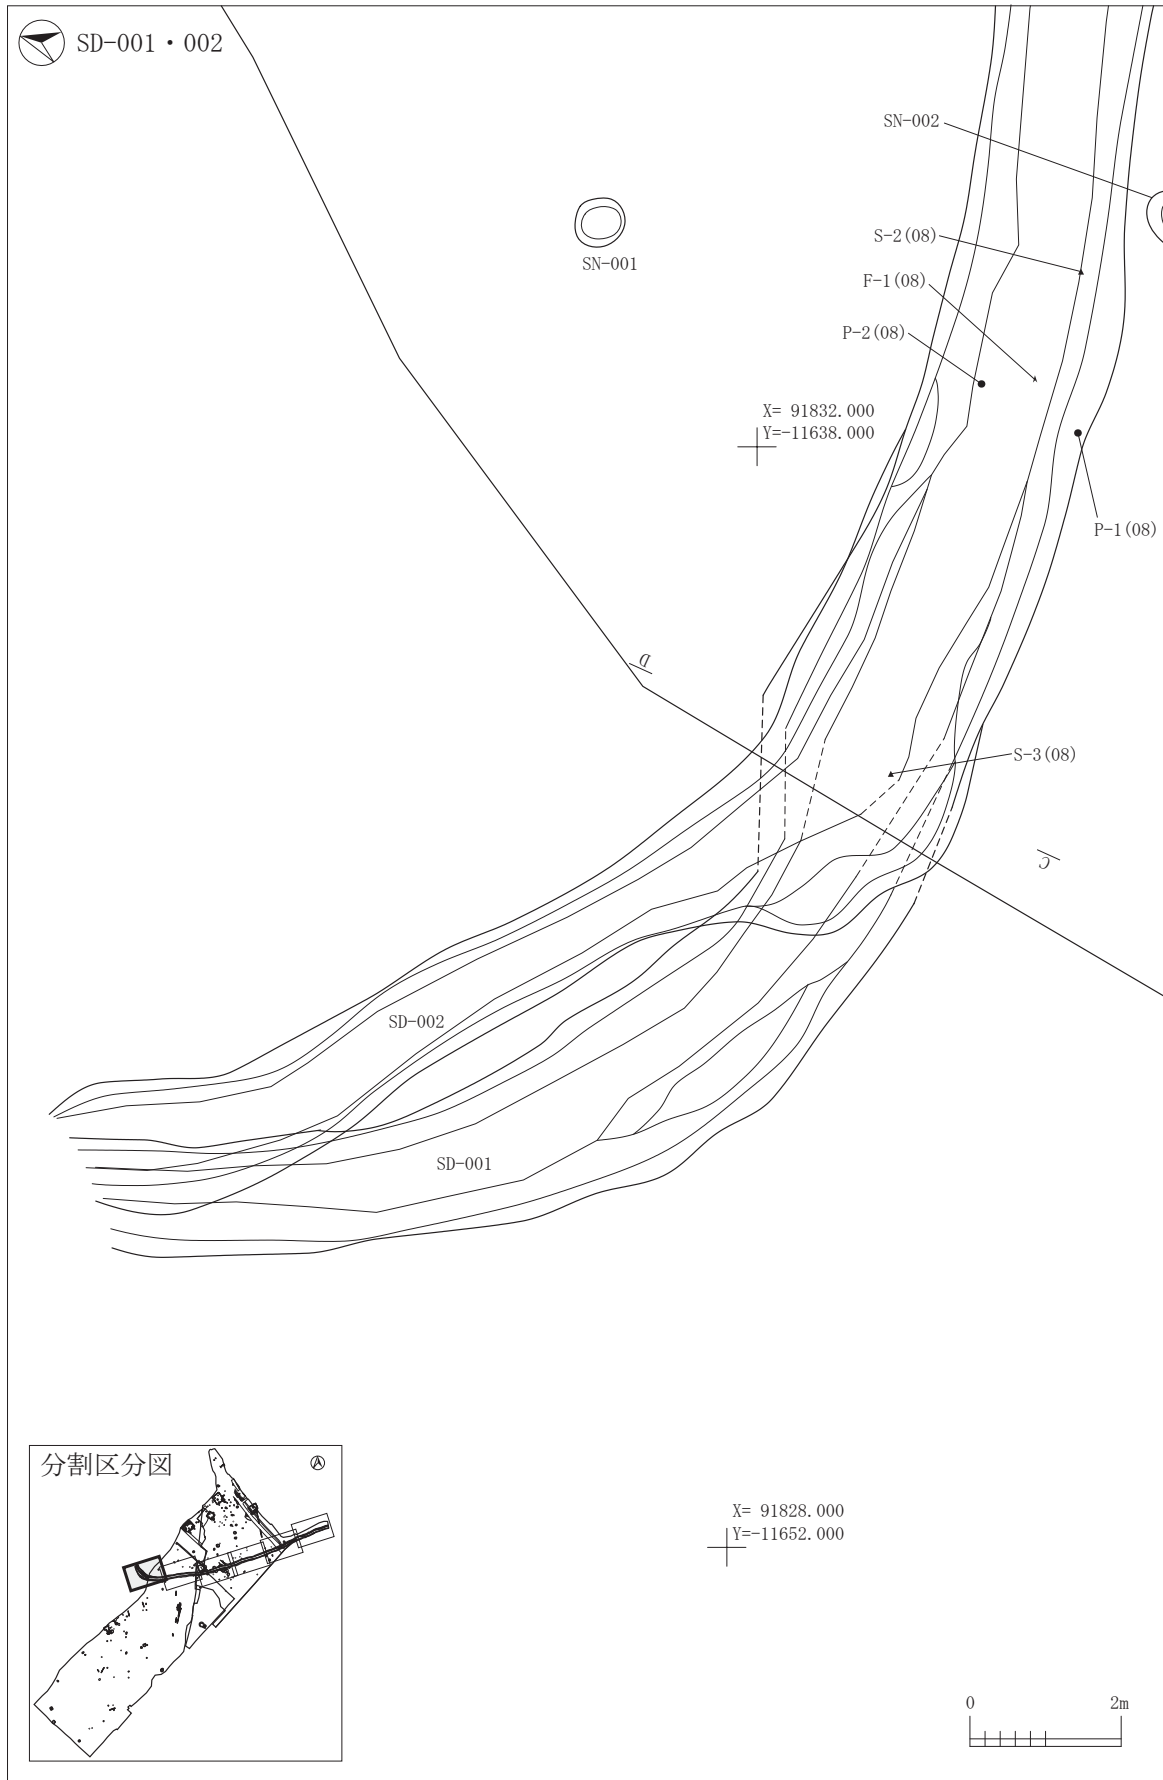 SD-001・002
SN-002
SN-001
S-2(08)
F-1(08)
P-2(08)
X= 91832.000
Y=-11638.000
P-1(08)
D
S-3(08)
C
SD-002
SD-001
分割区分図
X= 91828.000
Y=-11652.000
0 2m